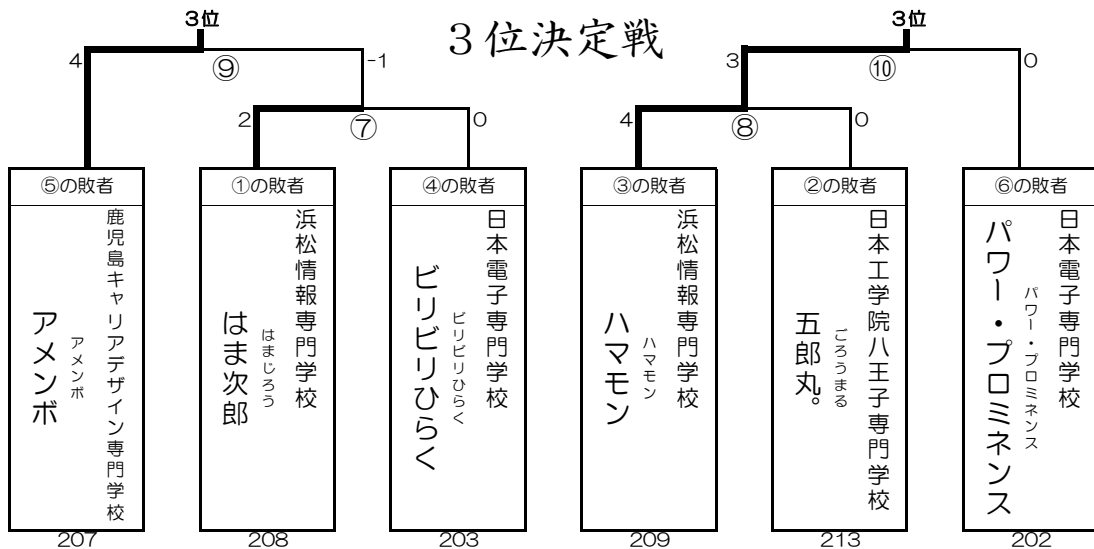 3位決定戦
3位
3位
4
⑨
-1
3
⑩
0
2
⑦
0
4
⑧
0
⑤の敗者
鹿児島キャリアデザイン専門学校
アメンボ
アメンボ
207
①の敗者
浜松情報専門学校
はまじろう
はま次郎
208
④の敗者
日本電子専門学校
ビリビリひらく
ビリビリひらく
203
③の敗者
浜松情報専門学校
ハマモン
ハマモン
209
②の敗者
日本工学院八王子専門学校
ごろうまる
五郎丸。
213
⑥の敗者
日本電子専門学校
パワー・プロミネンス
パワー・プロミネンス
202